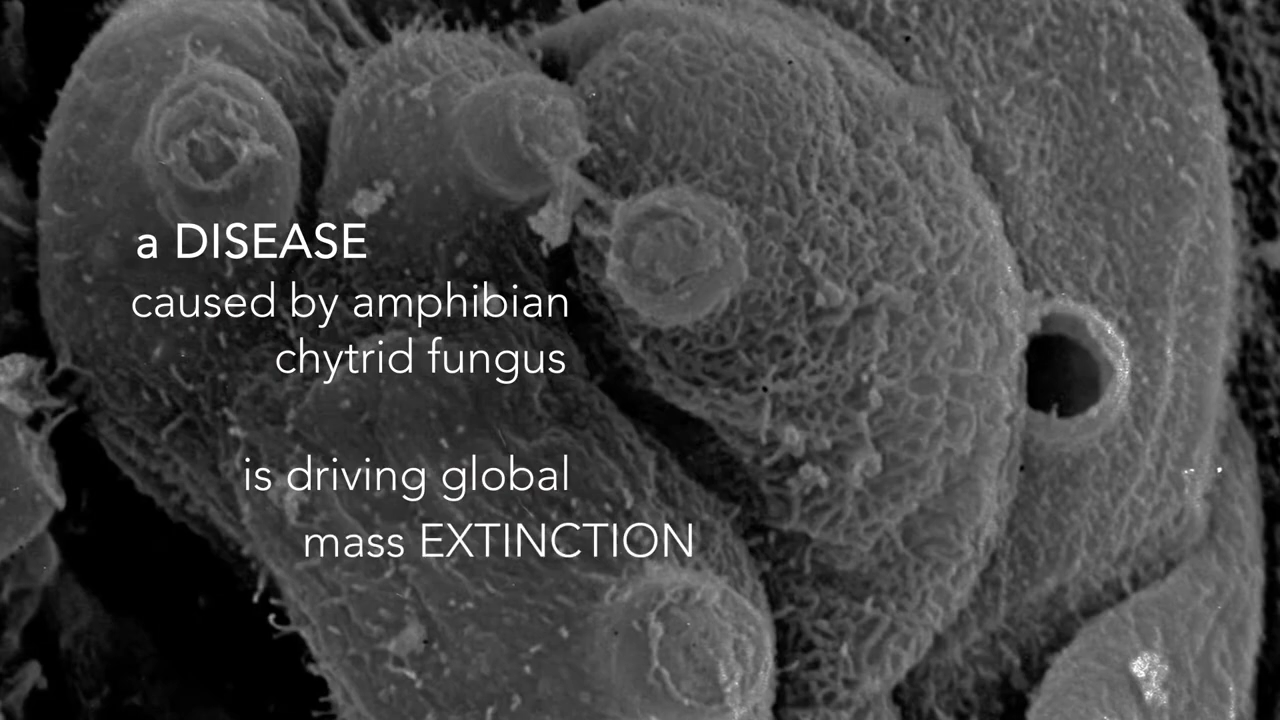 a DISEASE
caused by amphibian
chytrid fungus
is driving global
mass EXTINCTION